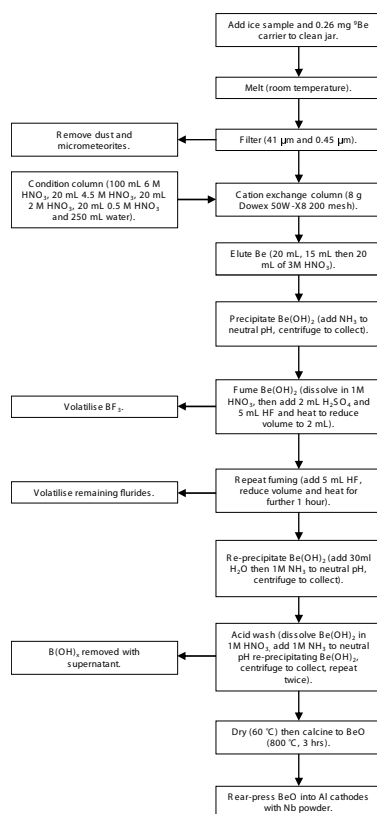 Add ice sample and 0.26 mg ⁹Be
carrier to clean jar.
Melt (room temperature).
Remove dust and
micrometeorites.
Filter (41 μm and 0.45 μm).
Condition column (100 mL 6 M
HNO₃, 20 mL 4.5 M HNO₃, 20 mL
2 M HNO₃, 20 mL 0.5 M HNO₃
and 250 mL water).
Cation exchange column (8 g
Dowex 50W-X8 200 mesh).
Elute Be (20 mL, 15 mL then 20
mL of 3M HNO₃).
Precipitate Be(OH)₂ (add NH₃ to
neutral pH, centrifuge to collect).
Volatilise BF₃.
Fume Be(OH)₂ (dissolve in 1M
HNO₃, then add 2 mL H₂SO₄ and
5 mL HF and heat to reduce
volume to 2 mL).
Volatilise remaining flurides.
Repeat fuming (add 5 mL HF,
reduce volume and heat for
further 1 hour).
Re-precipitate Be(OH)₂ (add 30ml
H₂O then 1M NH₃ to neutral pH,
centrifuge to collect).
B(OH)ₓ removed with
supernatant.
Acid wash (dissolve Be(OH)₂ in
1M HNO₃, add 1M NH₃ to neutral
pH re-precipitating Be(OH)₂,
centrifuge to collect, repeat
twice).
Dry (60 °C) then calcine to BeO
(800 °C, 3 hrs).
Rear-press BeO into Al cathodes
with Nb powder.